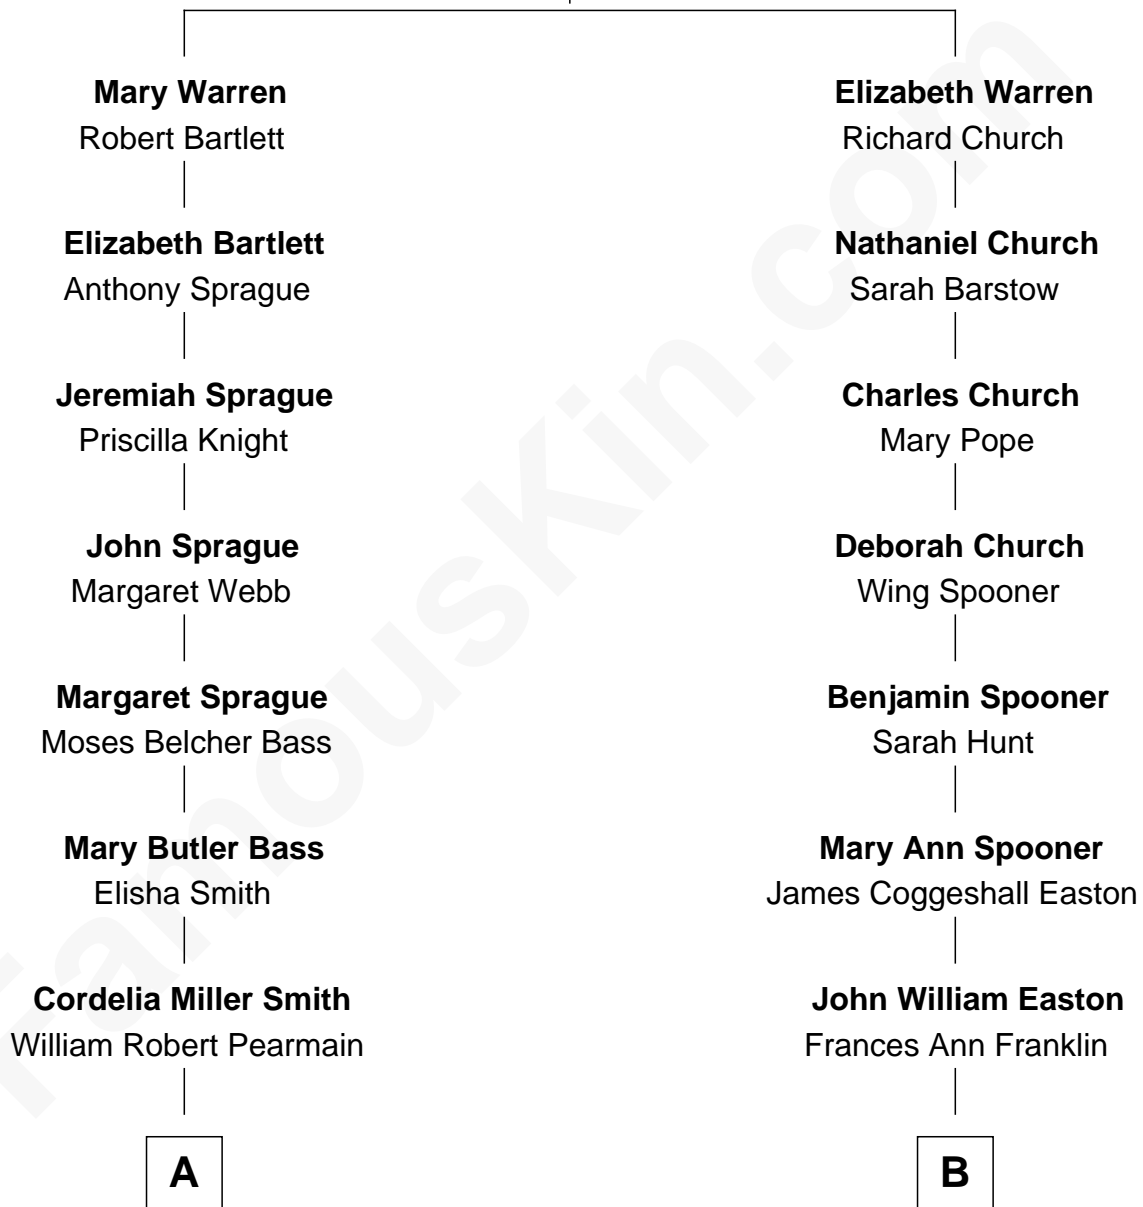 Mary Warren
Robert Bartlett
Elizabeth Bartlett
Anthony Sprague
Jeremiah Sprague
Priscilla Knight
John Sprague
Margaret Webb
Margaret Sprague
Moses Belcher Bass
Mary Butler Bass
Elisha Smith
Cordelia Miller Smith
William Robert Pearmain
A
Elizabeth Warren
Richard Church
Nathaniel Church
Sarah Barstow
Charles Church
Mary Pope
Deborah Church
Wing Spooner
Benjamin Spooner
Sarah Hunt
Mary Ann Spooner
James Coggeshall Easton
John William Easton
Frances Ann Franklin
B
FamousKin.com